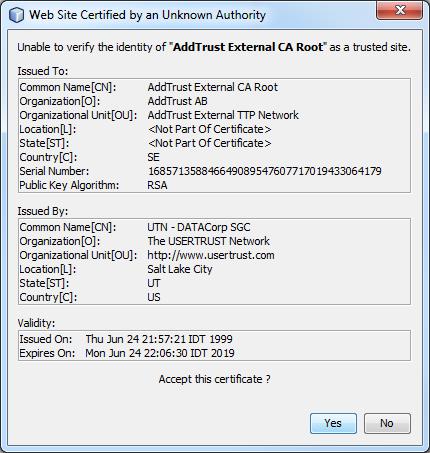 Web Site Certified by an Unknown Authority
Unable to verify the identity of "AddTrust External CA Root" as a trusted site.
Issued To:
Common Name[CN]: AddTrust External CA Root
Organization[O]: AddTrust AB
Organizational Unit[OU]: AddTrust External TTP Network
Location[L]: <Not Part Of Certificate>
State[ST]: <Not Part Of Certificate>
Country[C]: SE
Serial Number: 168571358846649089547607717019433064179
Public Key Algorithm: RSA
Issued By:
Common Name[CN]: UTN - DATACorp SGC
Organization[O]: The USERTRUST Network
Organizational Unit[OU]: http://www.usertrust.com
Location[L]: Salt Lake City
State[ST]: UT
Country[C]: US
Validity:
Issued On: Thu Jun 24 21:57:21 IDT 1999
Expires On: Mon Jun 24 22:06:30 IDT 2019
Accept this certificate ?
Yes No